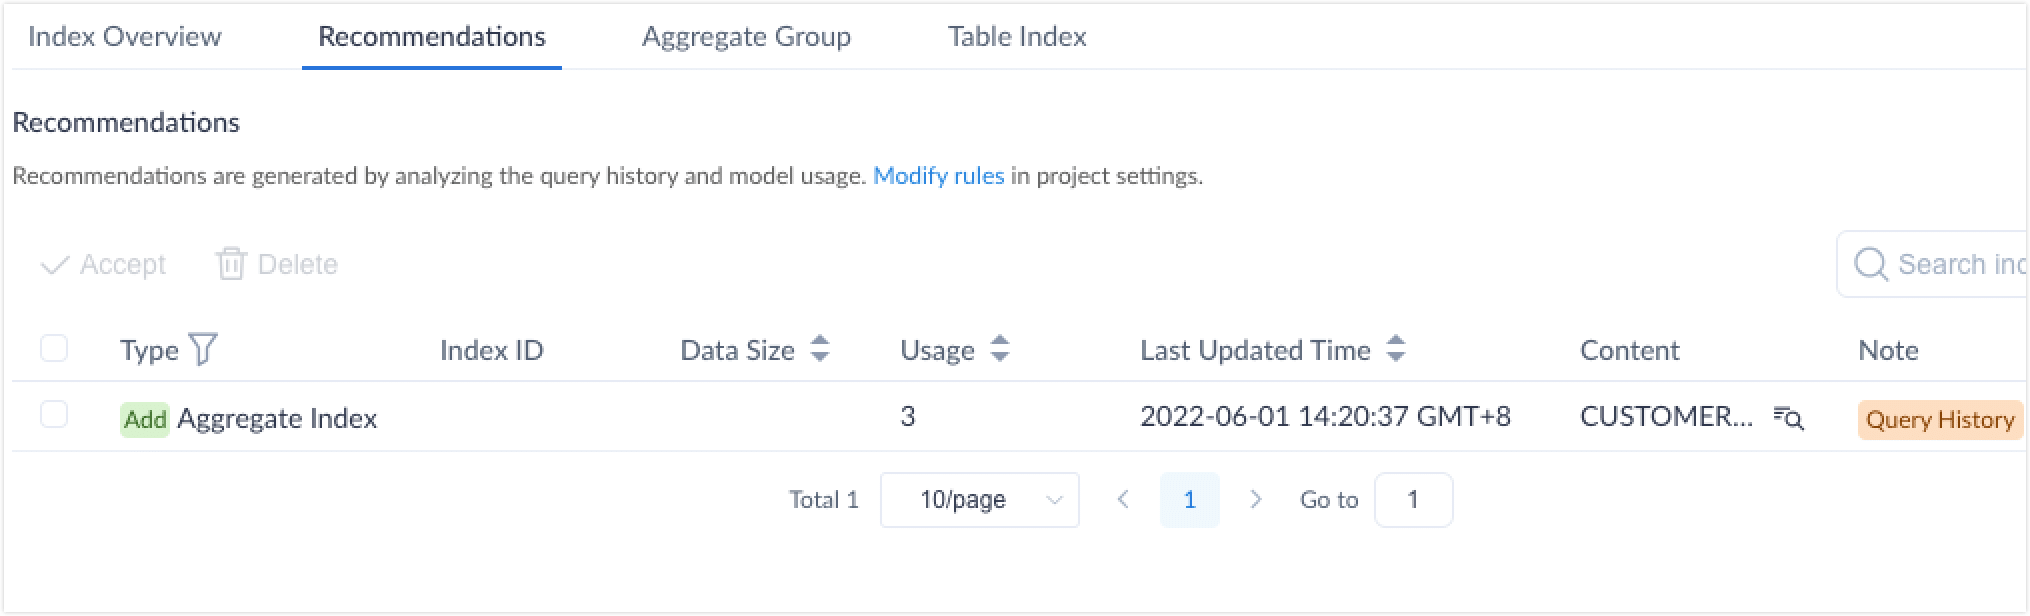 Index Overview Recommendations Aggregate Group Table Index
Recommendations
Recommendations are generated by analyzing the query history and model usage. Modify rules in project settings.
Accept Delete Search
Type Index ID Data Size Usage Last Updated Time Content Note
Add Aggregate Index 3 2022-06-01 14:20:37 GMT+8 CUSTOMER... Query History
Total 1 10/page < 1 > Go to 1